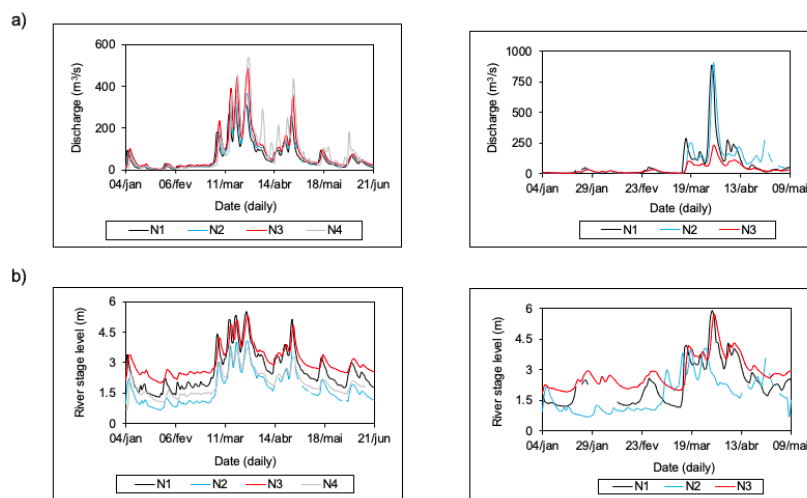 a)
Discharge (m³/s)
600
400
200
0
04/jan 06/fev 11/mar 14/abr 18/mai 21/jun
Date (daily)
N1 N2 N3 N4
Discharge (m³/s)
1000
750
500
250
0
04/jan 29/jan 23/fev 19/mar 13/abr 09/mai
Date (daily)
N1 N2 N3
b)
River stage level (m)
6
4.5
3
1.5
0
04/jan 06/fev 11/mar 14/abr 18/mai 21/jun
Date (daily)
N1 N2 N3 N4
River stage level (m)
6
4.5
3
1.5
0
04/jan 29/jan 23/fev 19/mar 13/abr 09/mai
Date (daily)
N1 N2 N3